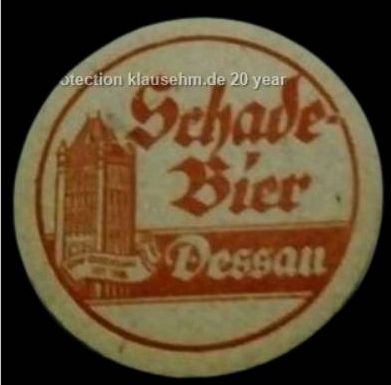 otection klausehm.de 20 year
Schade-
Bier
Dessau